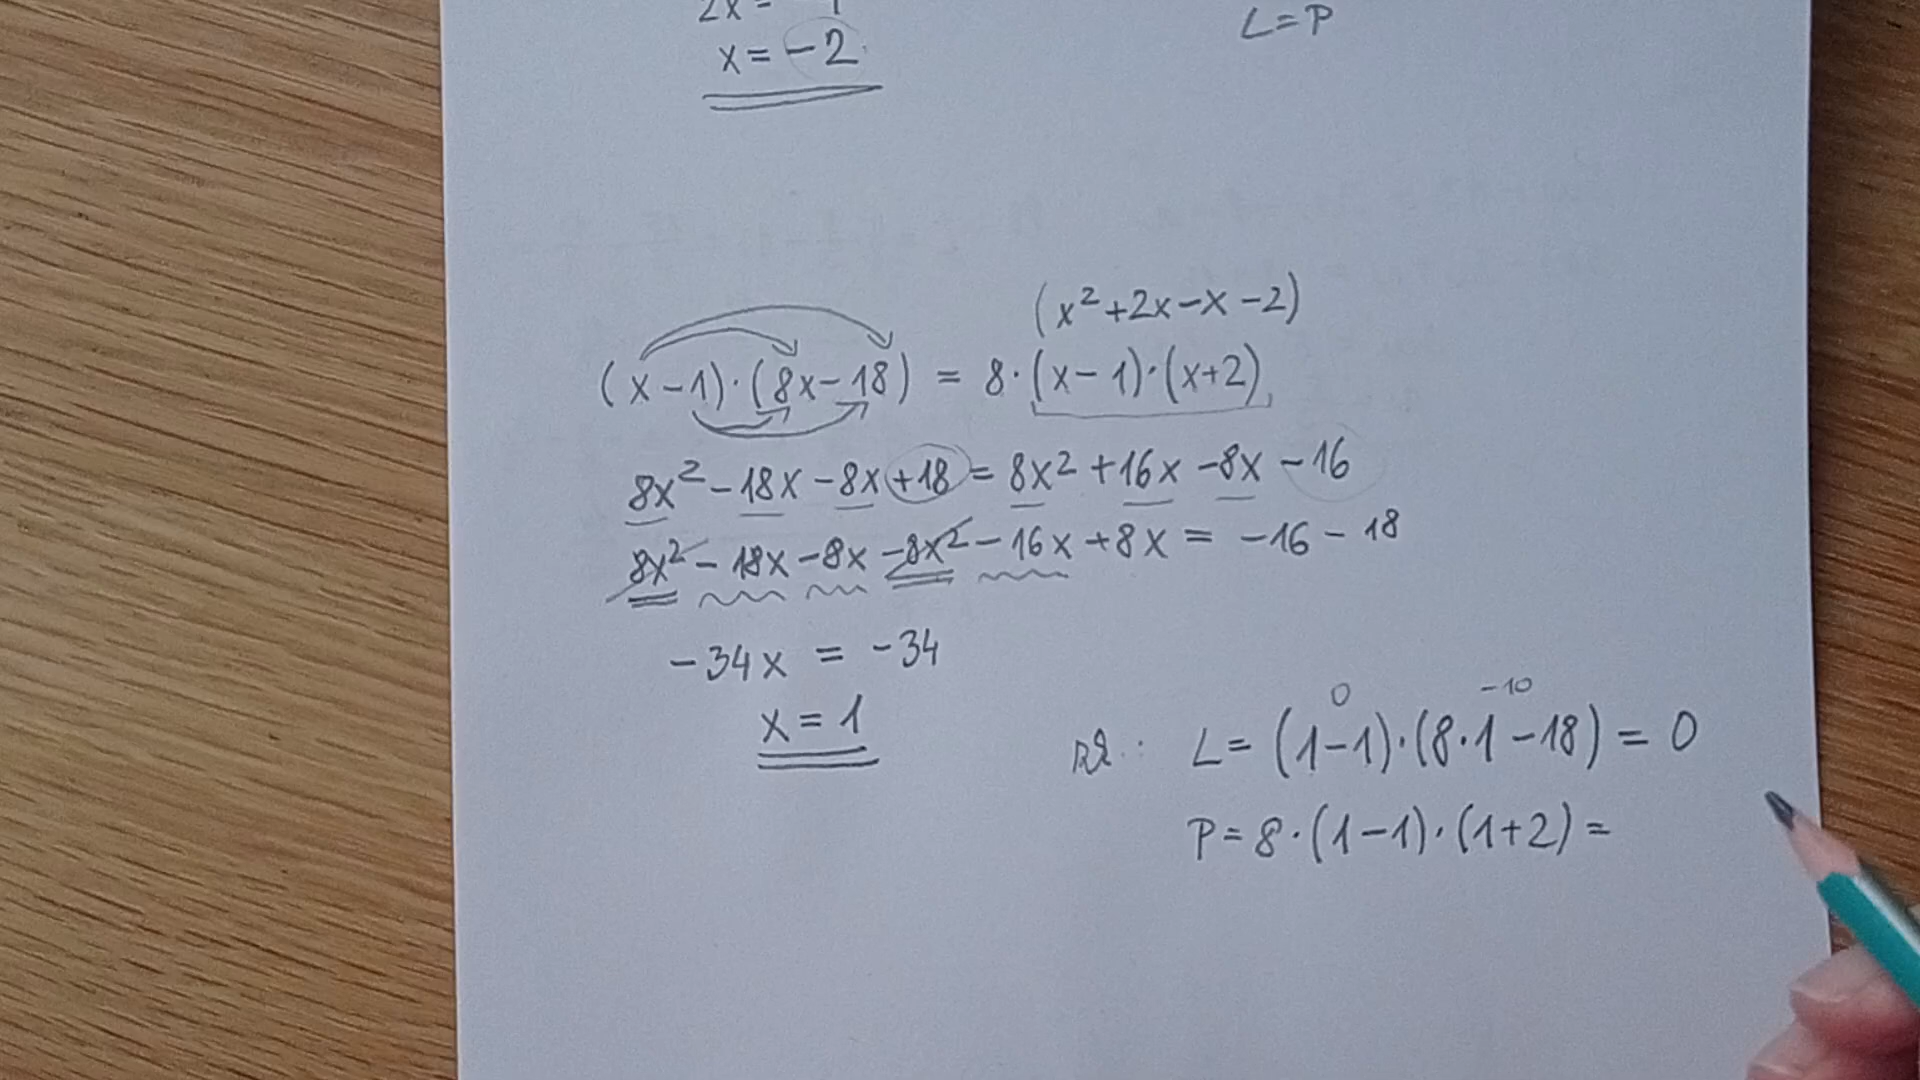 2x = -4
x = -2
L = P
(x² + 2x - x - 2)
(x - 1) · (8x - 18) = 8 · (x - 1) · (x + 2)
8x² - 18x - 8x + 18 = 8x² + 16x - 8x - 16
8x² - 18x - 8x - 8x² - 16x + 8x = -16 - 18
-34x = -34
x = 1
0 -10
L = (1 - 1) · (8 · 1 - 18) = 0
P = 8 · (1 - 1) · (1 + 2) =